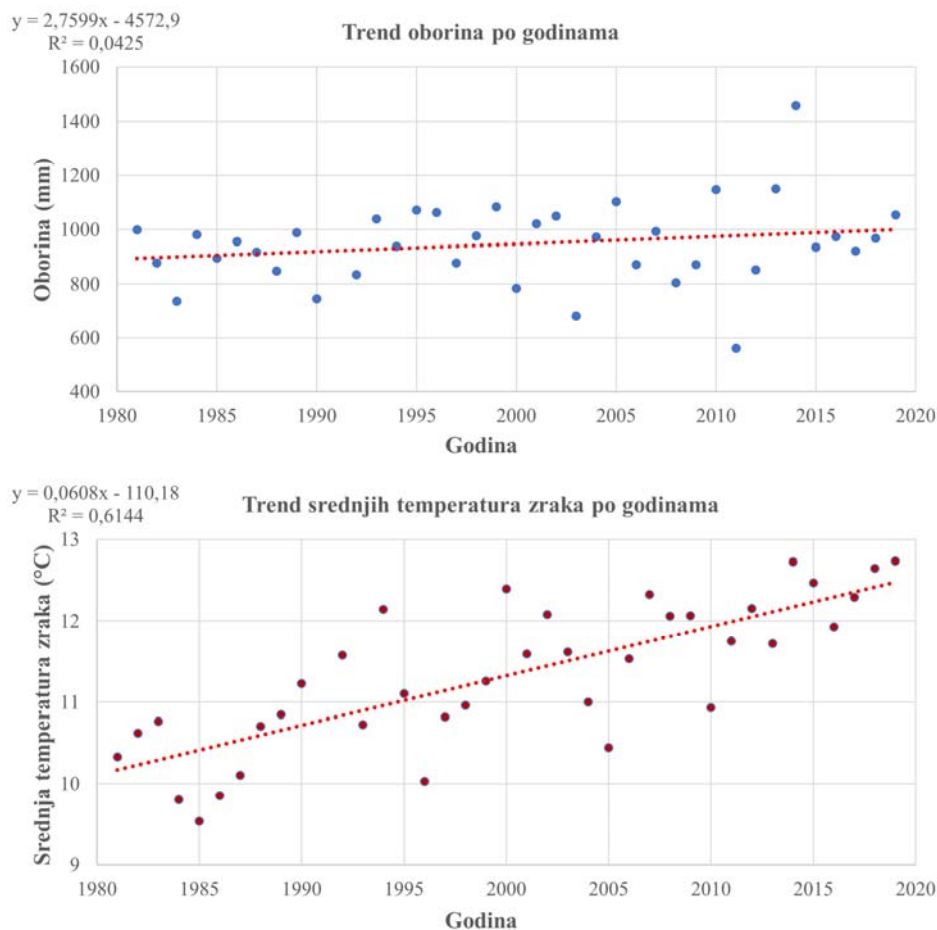 y = 2,7599x - 4572,9
R² = 0,0425
Trend oborina po godinama
Oborina (mm)
1600
1400
1200
1000
800
600
400
1980 1985 1990 1995 2000 2005 2010 2015 2020
Godina
y = 0,0608x - 110,18
R² = 0,6144
Trend srednjih temperatura zraka po godinama
Srednja temperatura zraka (°C)
13
12
11
10
9
1980 1985 1990 1995 2000 2005 2010 2015 2020
Godina